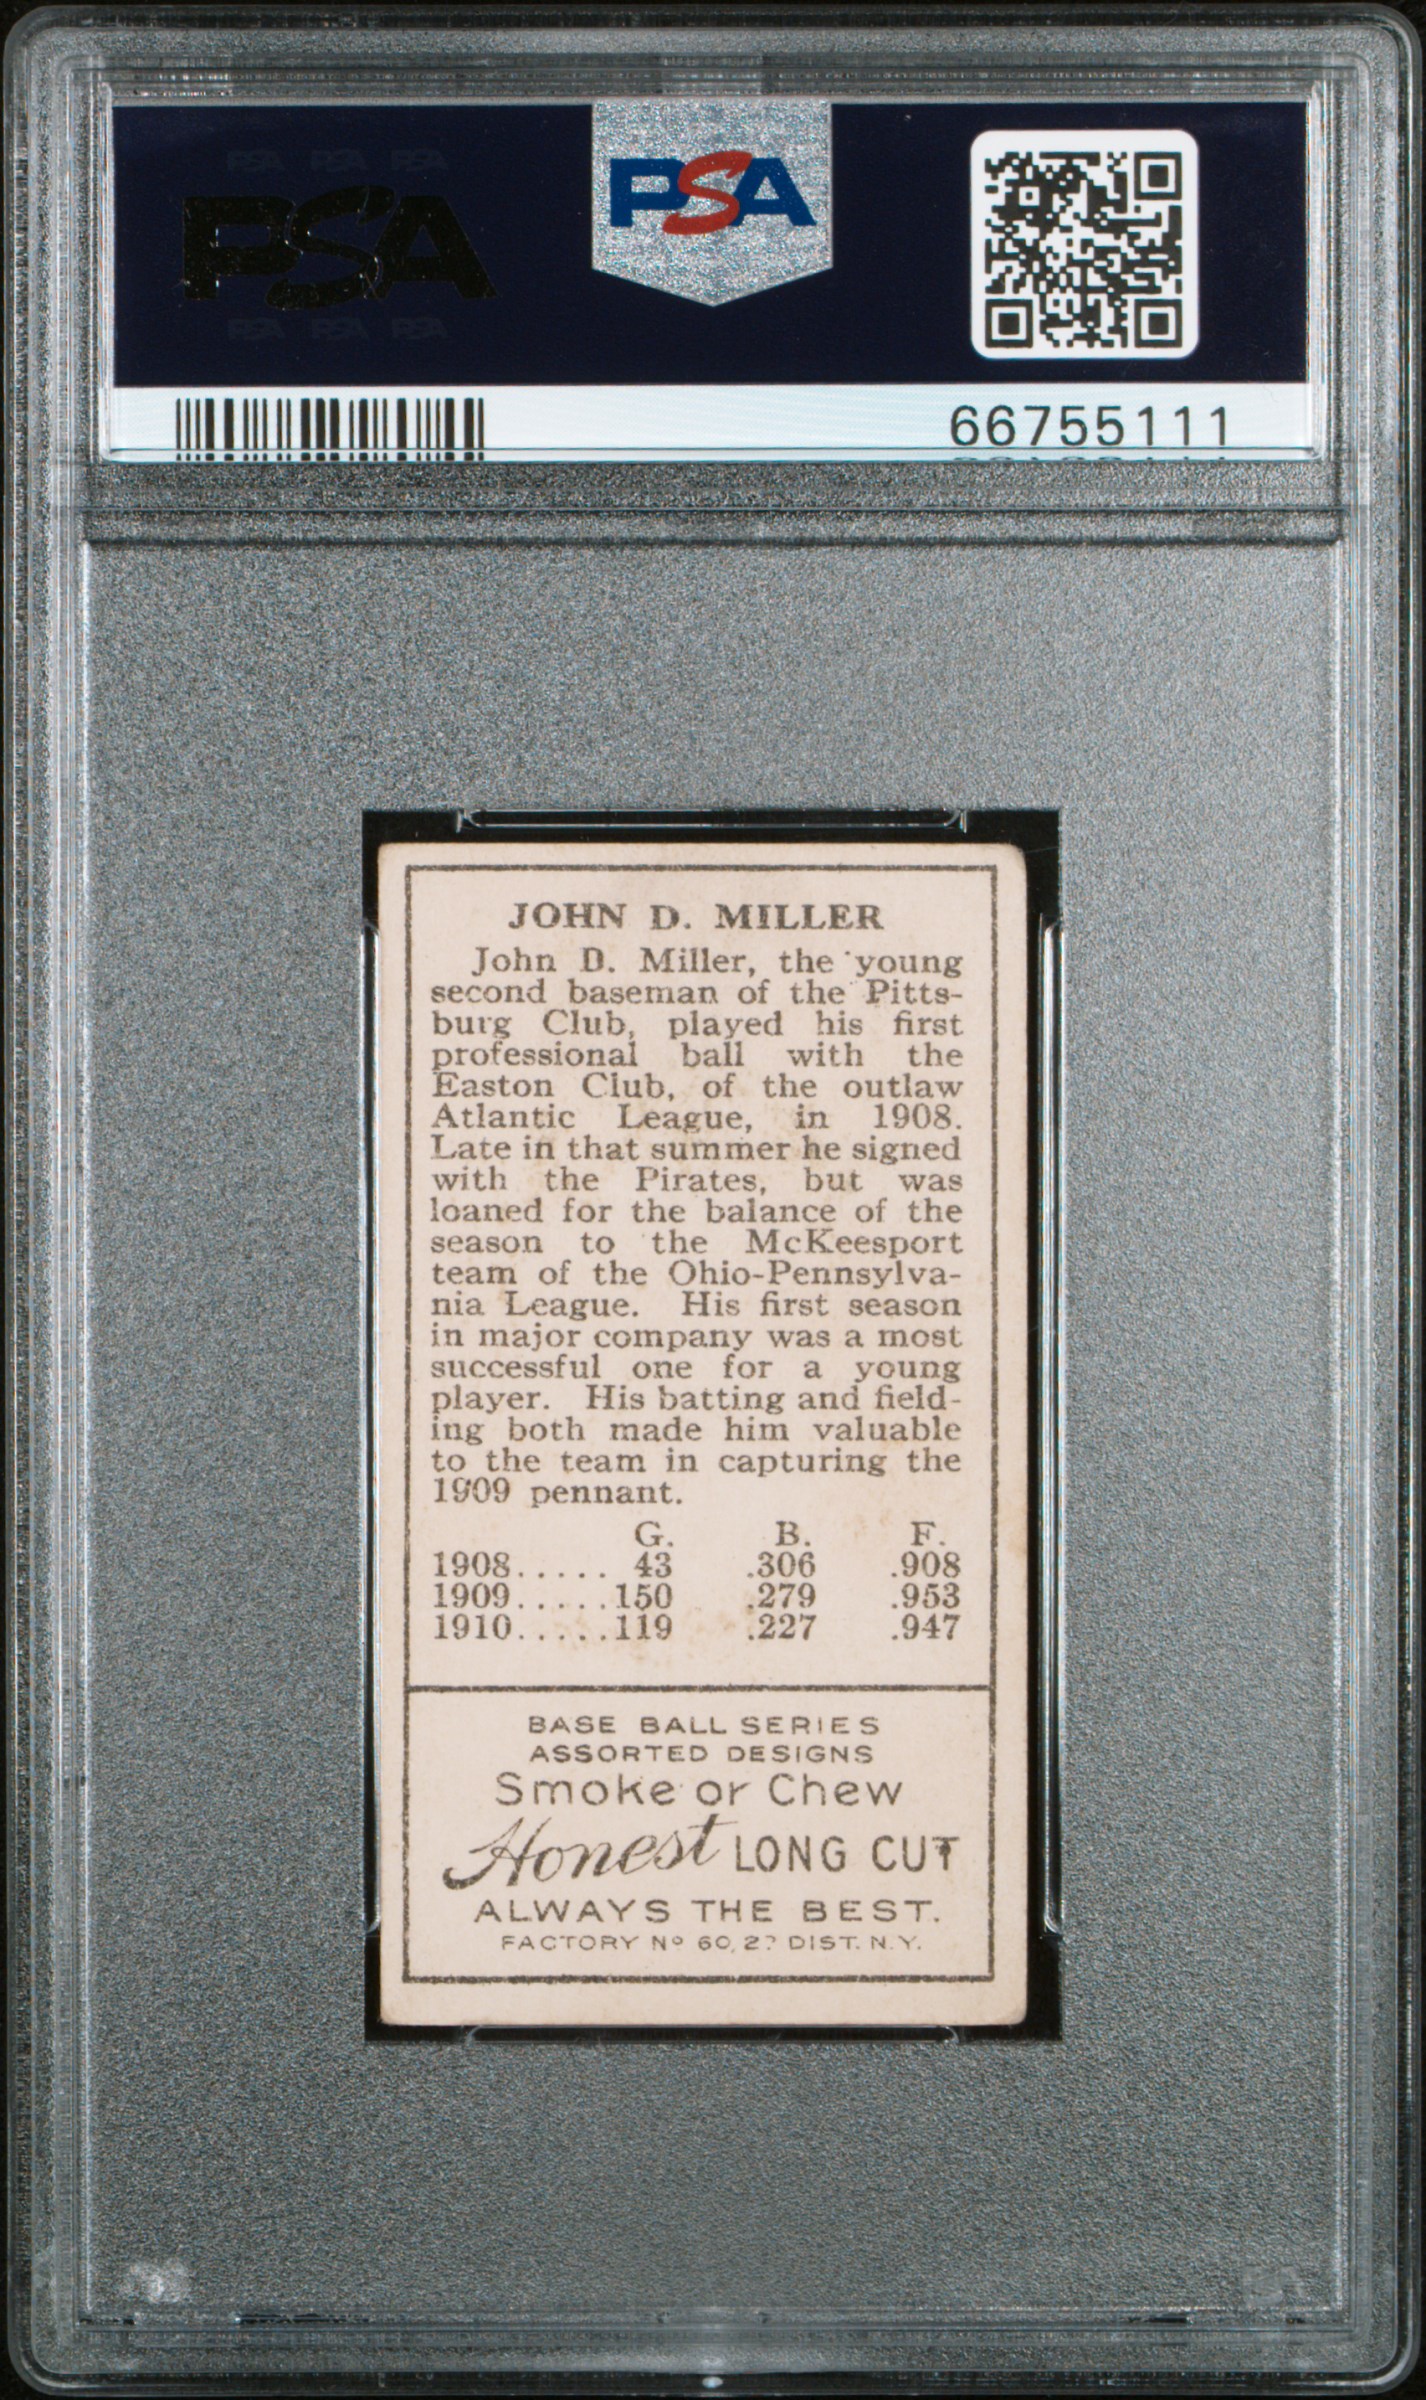 PSA PSA PSA
PSA
PSA PSA PSA
PSA
66755111
JOHN D. MILLER
John D. Miller, the young
second baseman of the Pitts-
burg Club, played his first
professional ball with the
Easton Club, of the outlaw
Atlantic League, in 1908.
Late in that summer he signed
with the Pirates, but was
loaned for the balance of the
season to the McKeesport
team of the Ohio-Pennsylva-
nia League. His first season
in major company was a most
successful one for a young
player. His batting and field-
ing both made him valuable
to the team in capturing the
1909 pennant.
G. B. F.
1908..... 43 .306 .908
1909.....150 .279 .953
1910.....119 .227 .947
BASE BALL SERIES
ASSORTED DESIGNS
Smoke or Chew
Honest LONG CUT
ALWAYS THE BEST.
FACTORY Nº 60, DIST. N.Y.